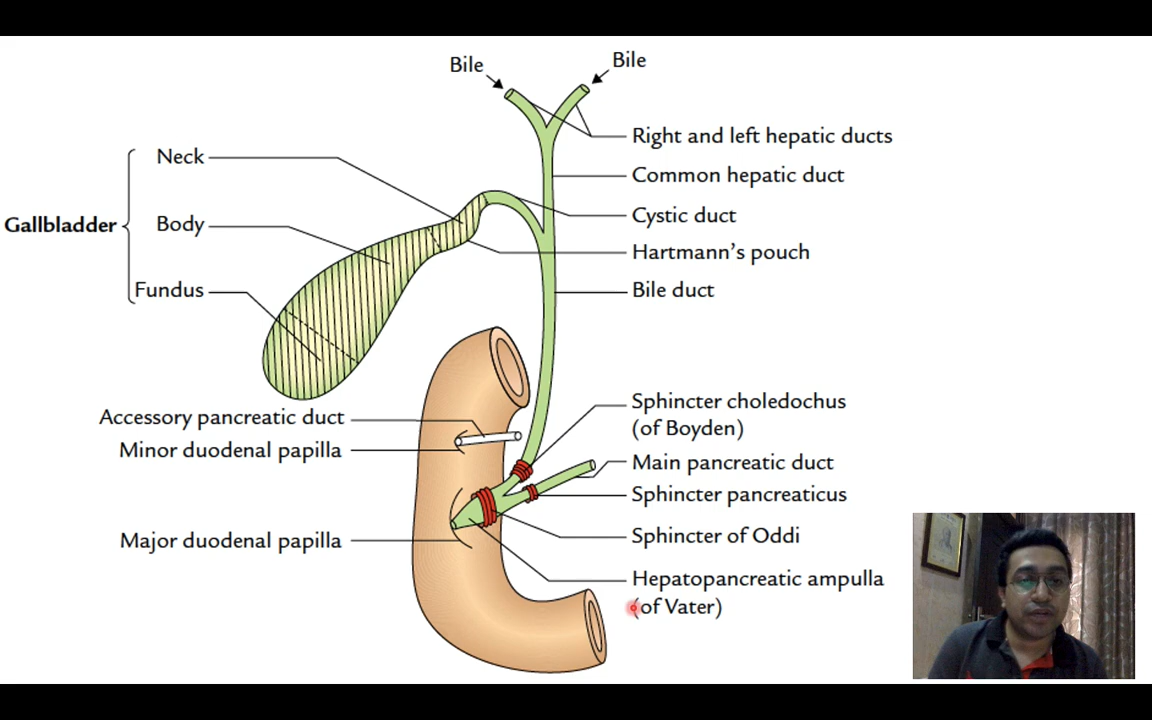 Bile
Bile
Right and left hepatic ducts
Common hepatic duct
Cystic duct
Hartmann's pouch
Bile duct
Neck
Body
Gallbladder
Fundus
Accessory pancreatic duct
Minor duodenal papilla
Major duodenal papilla
Sphincter choledochus
(of Boyden)
Main pancreatic duct
Sphincter pancreaticus
Sphincter of Oddi
Hepatopancreatic ampulla
(of Vater)